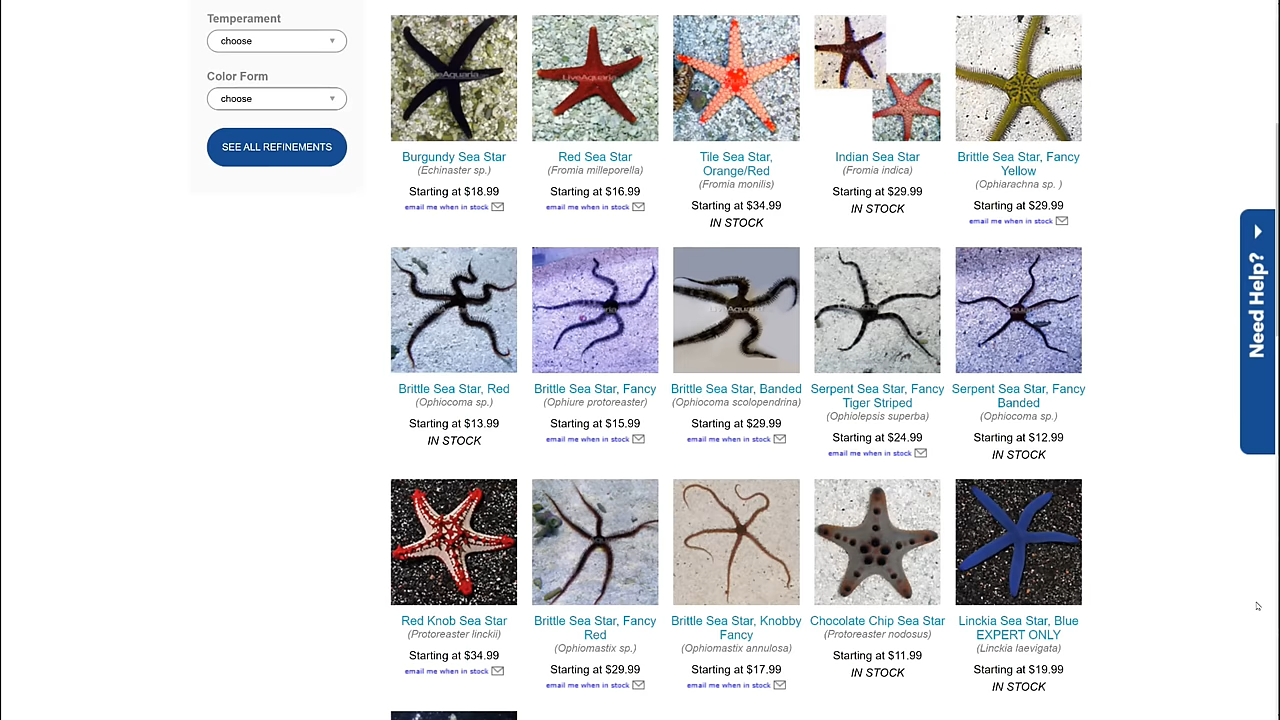 Temperament
choose
Color Form
choose
SEE ALL REFINEMENTS
Burgundy Sea Star
(Echinaster sp.)
Starting at $18.99
email me when in stock
Red Sea Star
(Fromia milleporella)
Starting at $16.99
email me when in stock
Tile Sea Star,
Orange/Red
(Fromia monilis)
Starting at $34.99
IN STOCK
Indian Sea Star
(Fromia indica)
Starting at $29.99
IN STOCK
Brittle Sea Star, Fancy
Yellow
(Ophiarachna sp. )
Starting at $29.99
email me when in stock
Brittle Sea Star, Red
(Ophiocoma sp.)
Starting at $13.99
IN STOCK
Brittle Sea Star, Fancy
(Ophiure protoreaster)
Starting at $15.99
email me when in stock
Brittle Sea Star, Banded
(Ophiocoma scolopendrina)
Starting at $29.99
email me when in stock
Serpent Sea Star, Fancy
Tiger Striped
(Ophiolepsis superba)
Starting at $24.99
email me when in stock
Serpent Sea Star, Fancy
Banded
(Ophiocoma sp.)
Starting at $12.99
IN STOCK
Red Knob Sea Star
(Protoreaster linckii)
Starting at $34.99
email me when in stock
Brittle Sea Star, Fancy
Red
(Ophiomastix sp.)
Starting at $29.99
email me when in stock
Brittle Sea Star, Knobby
Fancy
(Ophiomastix annulosa)
Starting at $17.99
email me when in stock
Chocolate Chip Sea Star
(Protoreaster nodosus)
Starting at $11.99
IN STOCK
Linckia Sea Star, Blue
EXPERT ONLY
(Linckia laevigata)
Starting at $19.99
IN STOCK
Need Help?
LiveAquaria